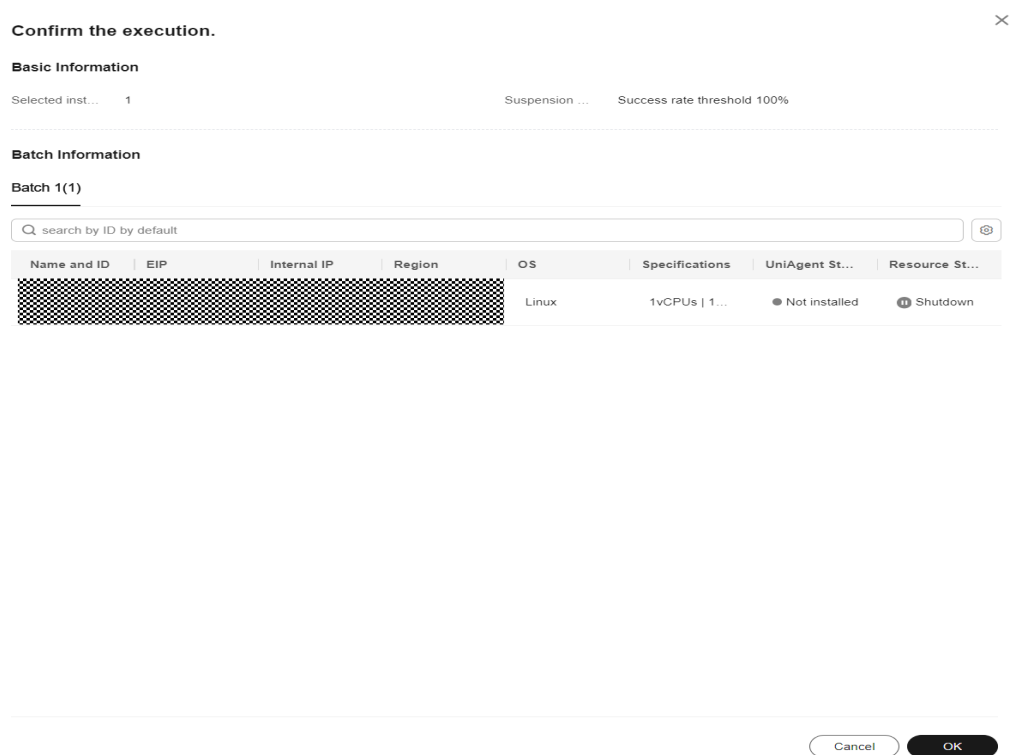 Confirm the execution.
Basic Information
Selected inst... 1 Suspension ... Success rate threshold 100%
Batch Information
Batch 1(1)
search by ID by default
Name and ID EIP Internal IP Region OS Specifications UniAgent St... Resource St...
Linux 1vCPUs | 1... Not installed Shutdown
Cancel OK